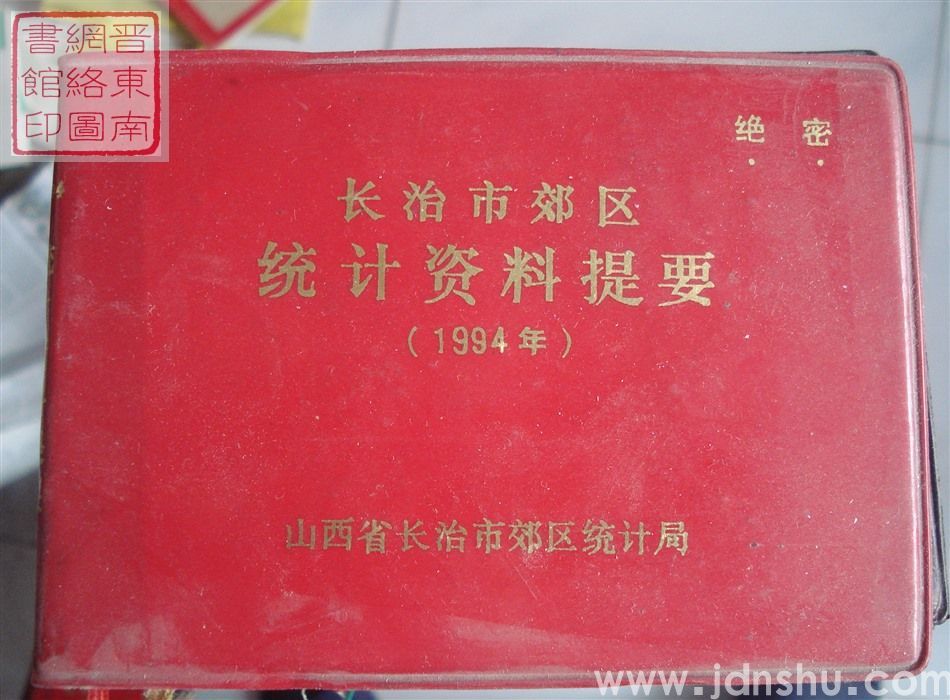 晋東南
網絡圖
書館印
绝密
长治市郊区
统计资料提要
(1994年)
山西省长治市郊区统计局
www.jdnshu.com